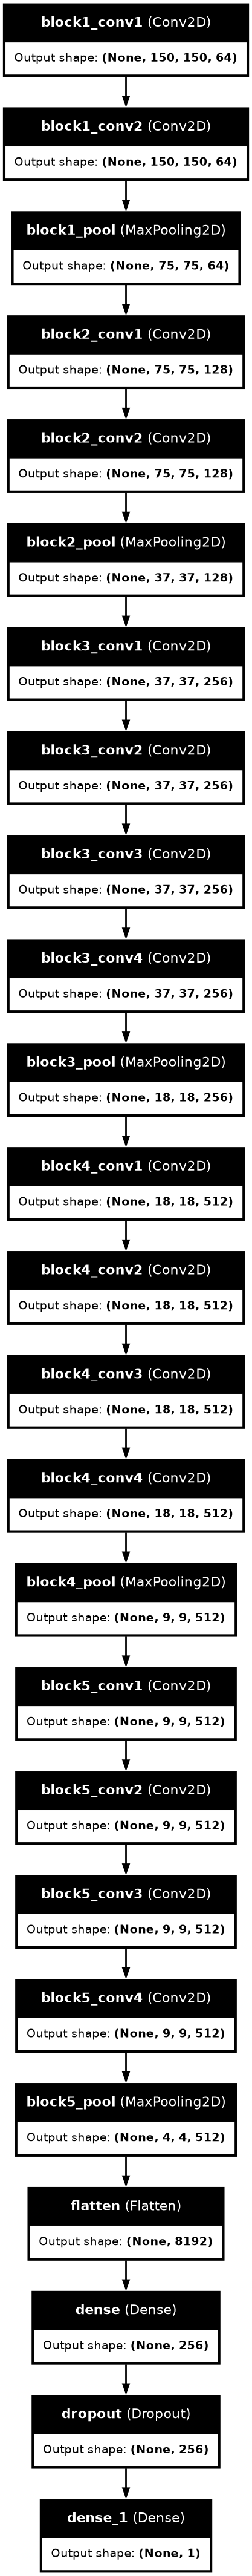 block1_conv1 (Conv2D)
Output shape: (None, 150, 150, 64)
block1_conv2 (Conv2D)
Output shape: (None, 150, 150, 64)
block1_pool (MaxPooling2D)
Output shape: (None, 75, 75, 64)
block2_conv1 (Conv2D)
Output shape: (None, 75, 75, 128)
block2_conv2 (Conv2D)
Output shape: (None, 75, 75, 128)
block2_pool (MaxPooling2D)
Output shape: (None, 37, 37, 128)
block3_conv1 (Conv2D)
Output shape: (None, 37, 37, 256)
block3_conv2 (Conv2D)
Output shape: (None, 37, 37, 256)
block3_conv3 (Conv2D)
Output shape: (None, 37, 37, 256)
block3_conv4 (Conv2D)
Output shape: (None, 37, 37, 256)
block3_pool (MaxPooling2D)
Output shape: (None, 18, 18, 256)
block4_conv1 (Conv2D)
Output shape: (None, 18, 18, 512)
block4_conv2 (Conv2D)
Output shape: (None, 18, 18, 512)
block4_conv3 (Conv2D)
Output shape: (None, 18, 18, 512)
block4_conv4 (Conv2D)
Output shape: (None, 18, 18, 512)
block4_pool (MaxPooling2D)
Output shape: (None, 9, 9, 512)
block5_conv1 (Conv2D)
Output shape: (None, 9, 9, 512)
block5_conv2 (Conv2D)
Output shape: (None, 9, 9, 512)
block5_conv3 (Conv2D)
Output shape: (None, 9, 9, 512)
block5_conv4 (Conv2D)
Output shape: (None, 9, 9, 512)
block5_pool (MaxPooling2D)
Output shape: (None, 4, 4, 512)
flatten (Flatten)
Output shape: (None, 8192)
dense (Dense)
Output shape: (None, 256)
dropout (Dropout)
Output shape: (None, 256)
dense_1 (Dense)
Output shape: (None, 1)